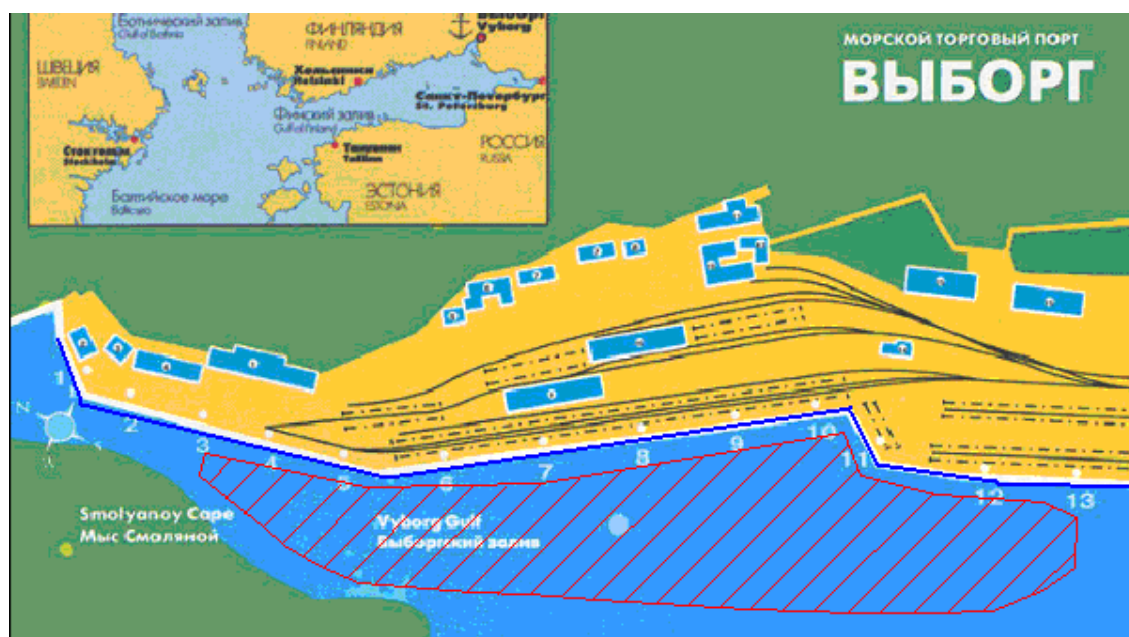 Ботнический залив
Gulf of Bothnia
ФИНЛЯНДИЯ
FINLAND
Выборг
Vyborg
ШВЕЦИЯ
SWEDEN
Хельсинки
Helsinki
Санкт-Петербург
St. Petersburg
Финский залив
Gulf of Finland
РОССИЯ
RUSSIA
Стокгольм
Stockholm
Таллинн
Tallinn
Балтийское море
ЭСТОНИЯ
ESTONIA
МОРСКОЙ ТОРГОВЫЙ ПОРТ
ВЫБОРГ
1
2
3
4
5
6
7
8
9
10
11
12
13
N
Smolyanoy Cape
Мыс Смоляной
Vyborg Gulf
Выборгский залив